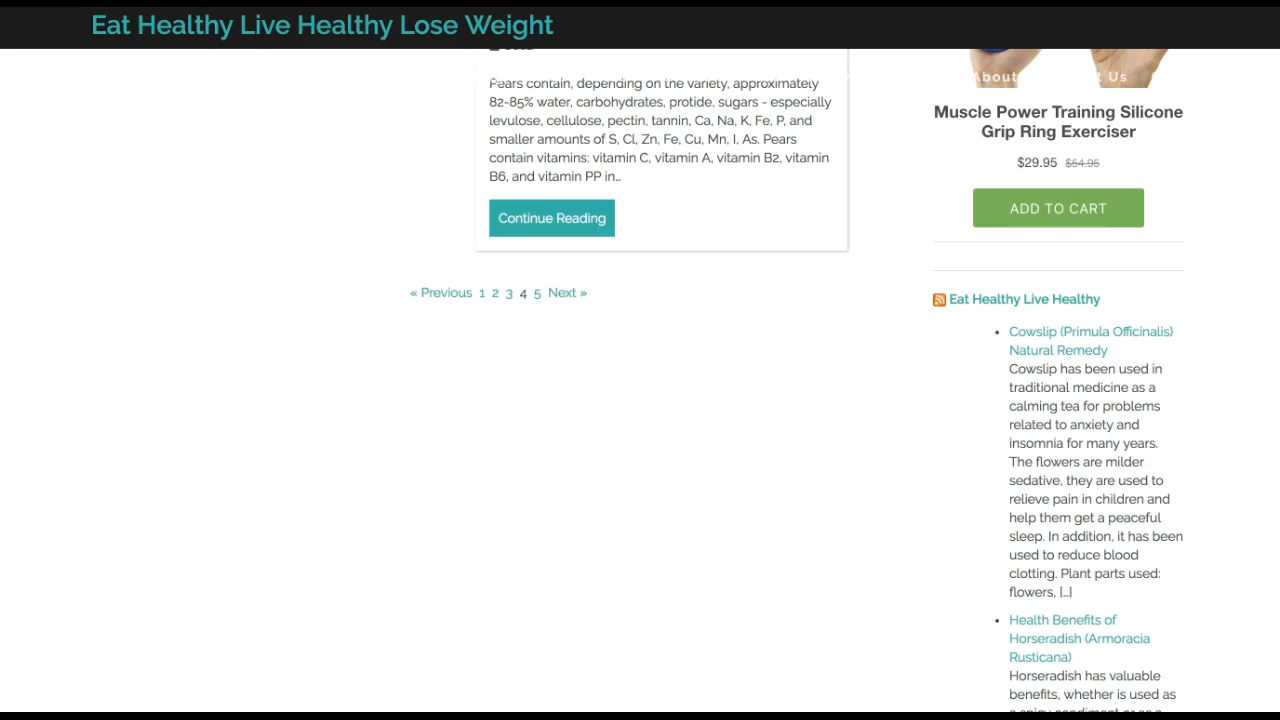 Eat Healthy Live Healthy Lose Weight
Pears contain, depending on the variety, approximately
82-85% water, carbohydrates, protide, sugars - especially
levulose, cellulose, pectin, tannin, Ca, Na, K, Fe, P, and
smaller amounts of S, Cl, Zn, Fe, Cu, Mn, I, As. Pears
contain vitamins: vitamin C, vitamin A, vitamin B2, vitamin
B6, and vitamin PP in...
Continue Reading
« Previous 1 2 3 4 5 Next »
About
Us
Muscle Power Training Silicone
Grip Ring Exerciser
$29.95 $64.95
ADD TO CART
Eat Healthy Live Healthy
Cowslip (Primula Officinalis)
Natural Remedy
Cowslip has been used in
traditional medicine as a
calming tea for problems
related to anxiety and
insomnia for many years.
The flowers are milder
sedative, they are used to
relieve pain in children and
help them get a peaceful
sleep. In addition, it has been
used to reduce blood
clotting. Plant parts used:
flowers, [...]
Health Benefits of
Horseradish (Armoracia
Rusticana)
Horseradish has valuable
benefits, whether is used as